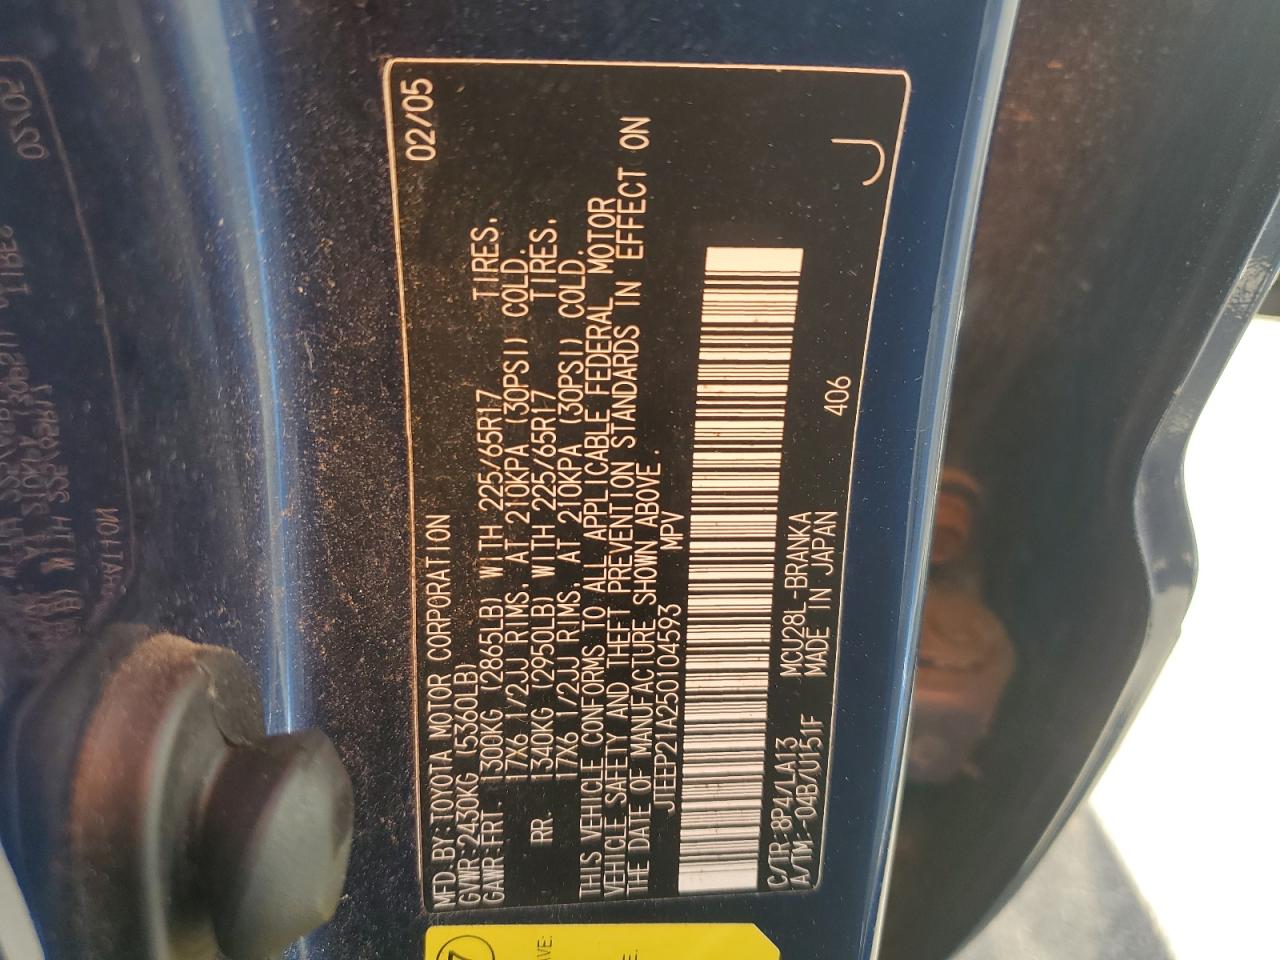 MFD.BY:TOYOTA MOTOR CORPORATION 02/05
GVWR:2430KG (5360LB)
GAWR:FRT. 1300KG (2865LB) WITH 225/65R17 TIRES.
17X6 1/2JJ RIMS, AT 210KPA (30PSI) COLD.
RR. 1340KG (2950LB) WITH 225/65R17 TIRES.
17X6 1/2JJ RIMS, AT 210KPA (30PSI) COLD.
THIS VEHICLE CONFORMS TO ALL APPLICABLE FEDERAL MOTOR
VEHICLE SAFETY AND THEFT PREVENTION STANDARDS IN EFFECT ON
THE DATE OF MANUFACTURE SHOWN ABOVE.
JTEEP21A250104593 MPV
C/TR:8P4/LA13 MCU28L-BRANKA
A/TM:-04B/U151F MADE IN JAPAN 406
J
7